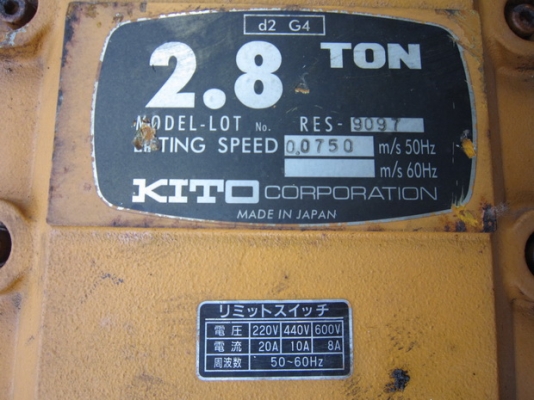 d2 G4
2.8 TON
MODEL-LOT No. RES-9097
LIFTING SPEED 0.0750 m/s 50Hz
m/s 60Hz
KITO CORPORATION
MADE IN JAPAN
リミットスイッチ
電圧 220V 440V 600V
電流 20A 10A 8A
周波数 50~60Hz